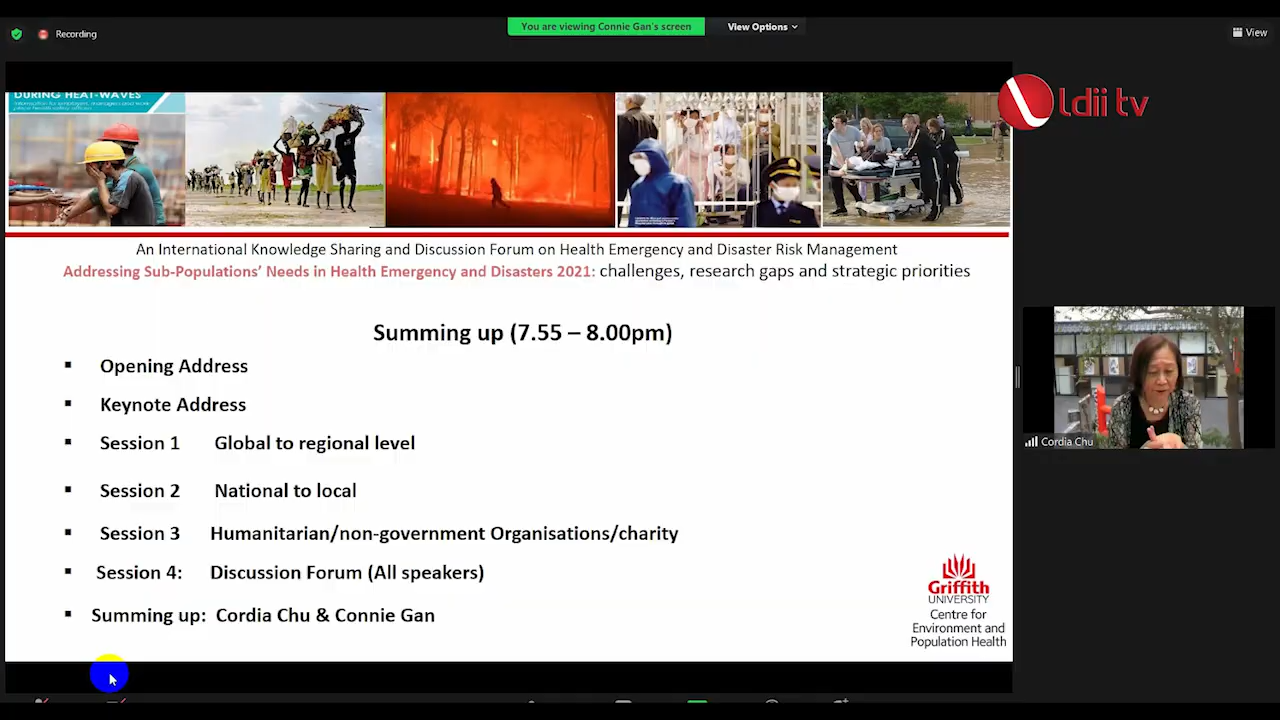 You are viewing Connie Gan's screen
View Options
Recording
View
ldii tv
DURING HEAT-WAVES
An International Knowledge Sharing and Discussion Forum on Health Emergency and Disaster Risk Management
Addressing Sub-Populations' Needs in Health Emergency and Disasters 2021: challenges, research gaps and strategic priorities
Summing up (7.55 – 8.00pm)
▪ Opening Address
▪ Keynote Address
▪ Session 1 Global to regional level
▪ Session 2 National to local
▪ Session 3 Humanitarian/non-government Organisations/charity
▪ Session 4: Discussion Forum (All speakers)
▪ Summing up: Cordia Chu & Connie Gan
Cordia Chu
Griffith
UNIVERSITY
Centre for
Environment and
Population Health